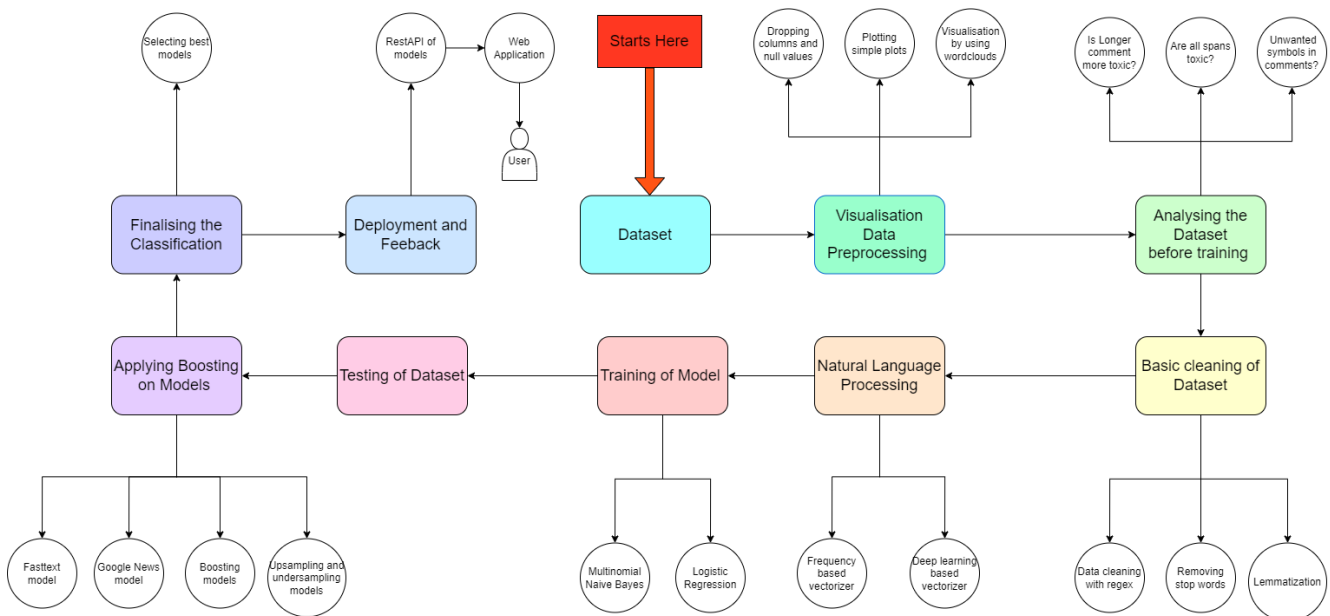 Selecting best
models
RestAPI of
models
Web
Application
User
Starts Here
Dropping
columns and
null values
Plotting
simple plots
Visualisation
by using
wordclouds
Is Longer
comment
more toxic?
Are all spans
toxic?
Unwanted
symbols in
comments?
Finalising the
Classification
Deployment and
Feeback
Dataset
Visualisation
Data
Preprocessing
Analysing the
Dataset
before training
Applying Boosting
on Models
Testing of Dataset
Training of Model
Natural Language
Processing
Basic cleaning of
Dataset
Fasttext
model
Google News
model
Boosting
models
Upsampling and
undersampling
models
Multinominal
Naive Bayes
Logistic
Regression
Frequency
based
vectorizer
Deep learning
based
vectorizer
Data cleaning
with regex
Removing
stop words
Lemmatization